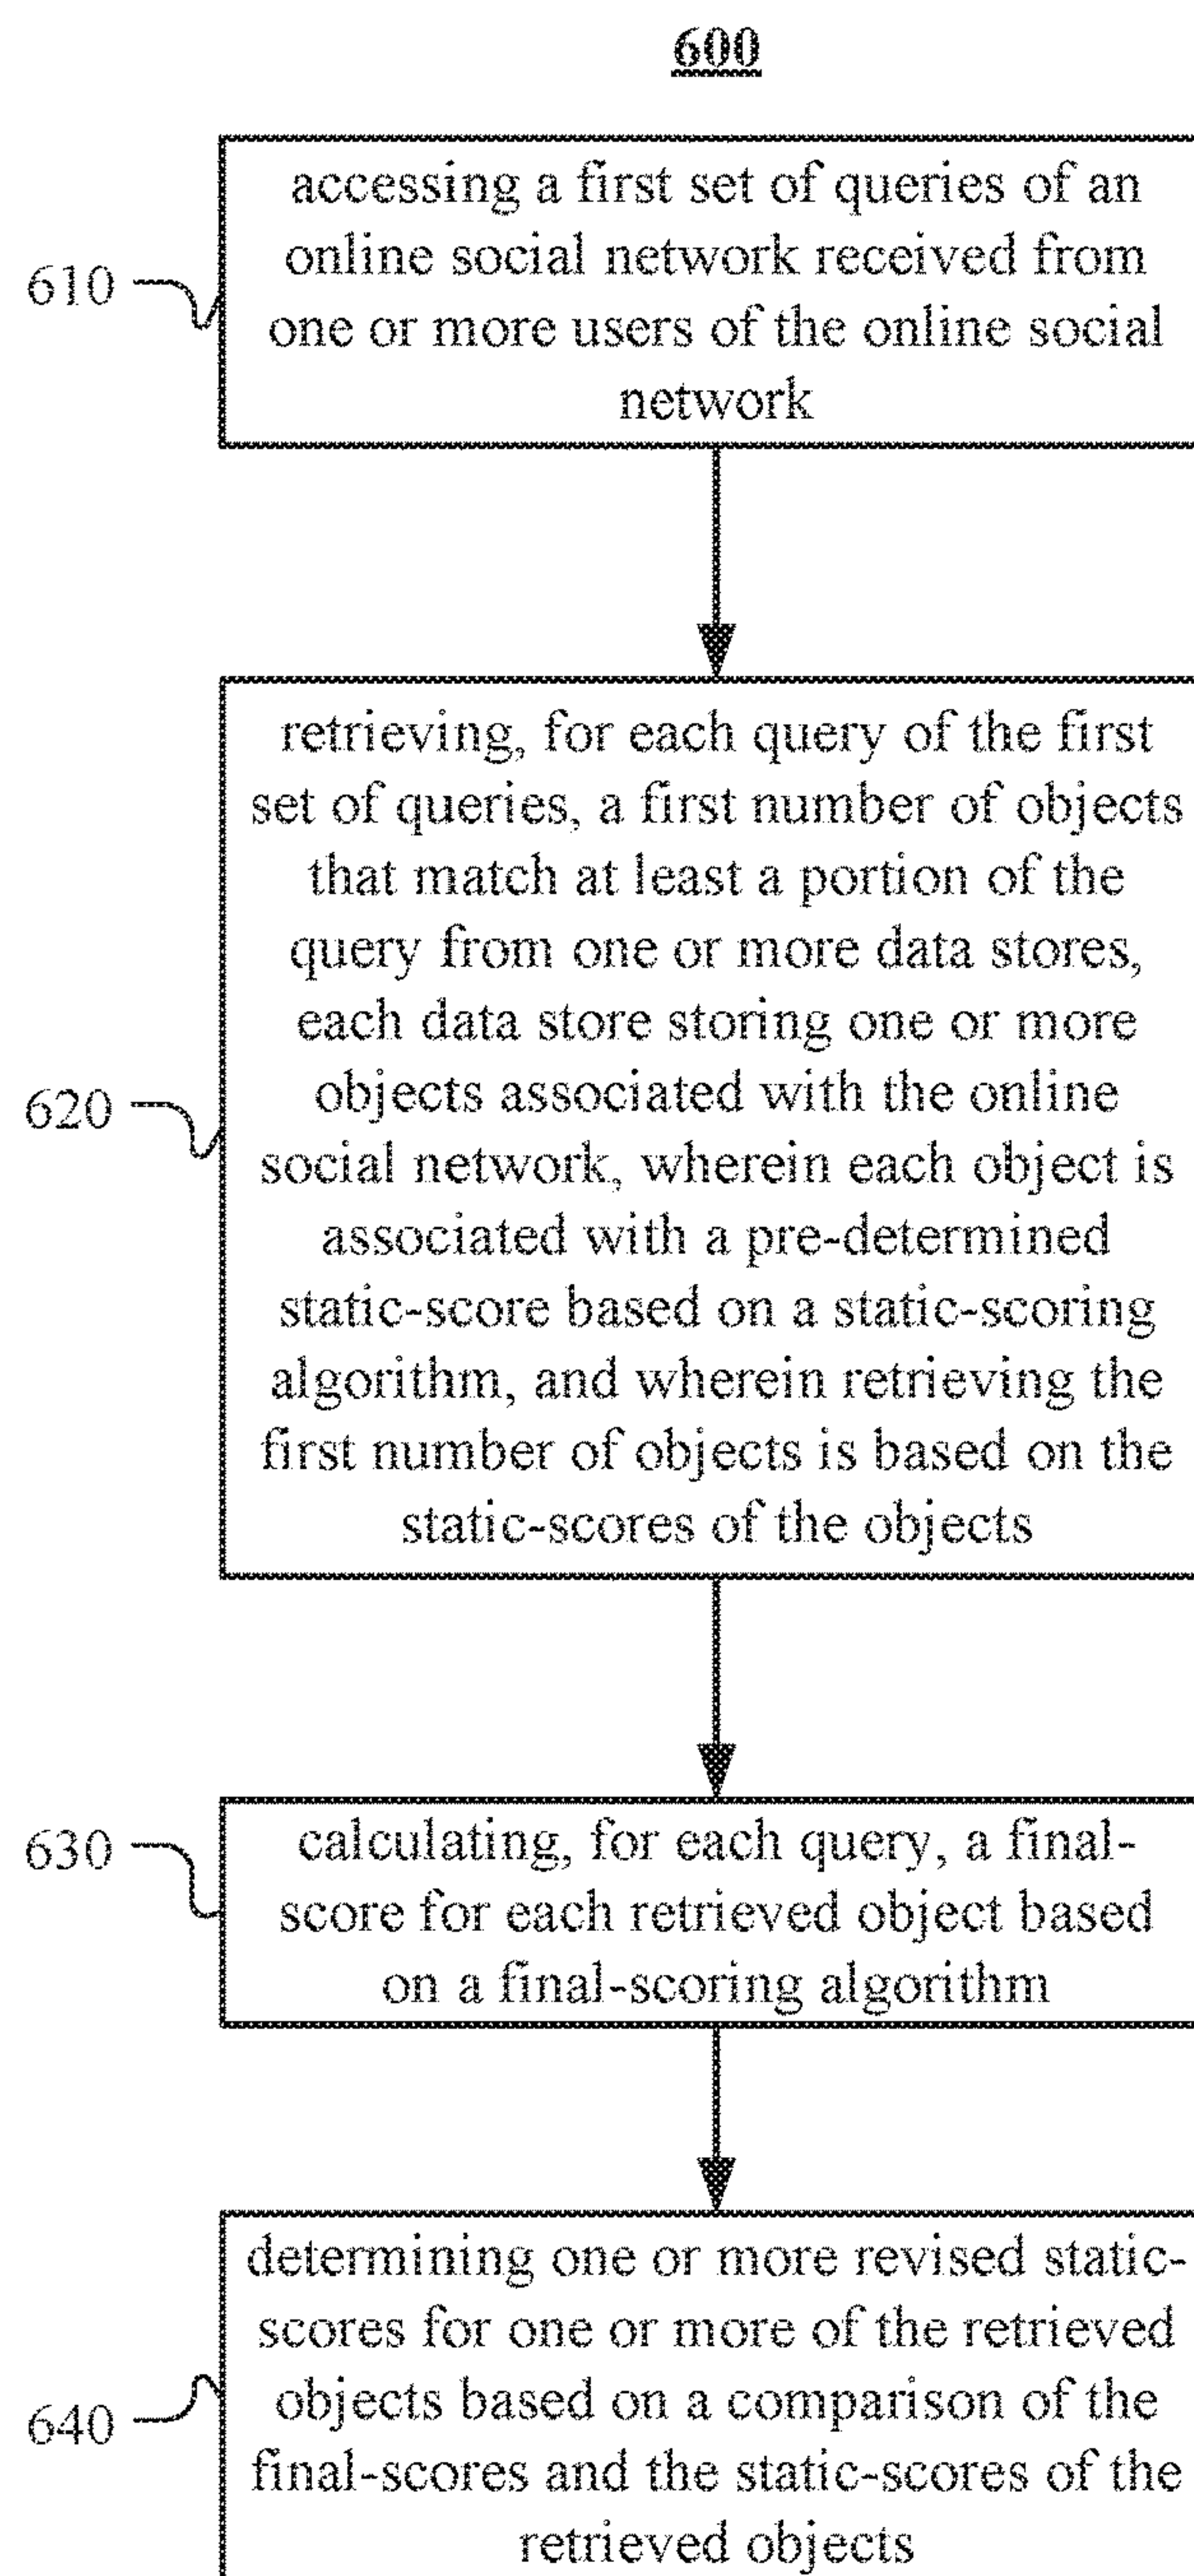 600
accessing a first set of queries of an
online social network received from
one or more users of the online social
network
610
retrieving, for each query of the first
set of queries, a first number of objects
that match at least a portion of the
query from one or more data stores,
each data store storing one or more
objects associated with the online
social network, wherein each object is
associated with a pre-determined
static-score based on a static-scoring
algorithm, and wherein retrieving the
first number of objects is based on the
static-scores of the objects
620
calculating, for each query, a final-
score for each retrieved object based
on a final-scoring algorithm
630
determining one or more revised static-
scores for one or more of the retrieved
objects based on a comparison of the
final-scores and the static-scores of the
retrieved objects
640